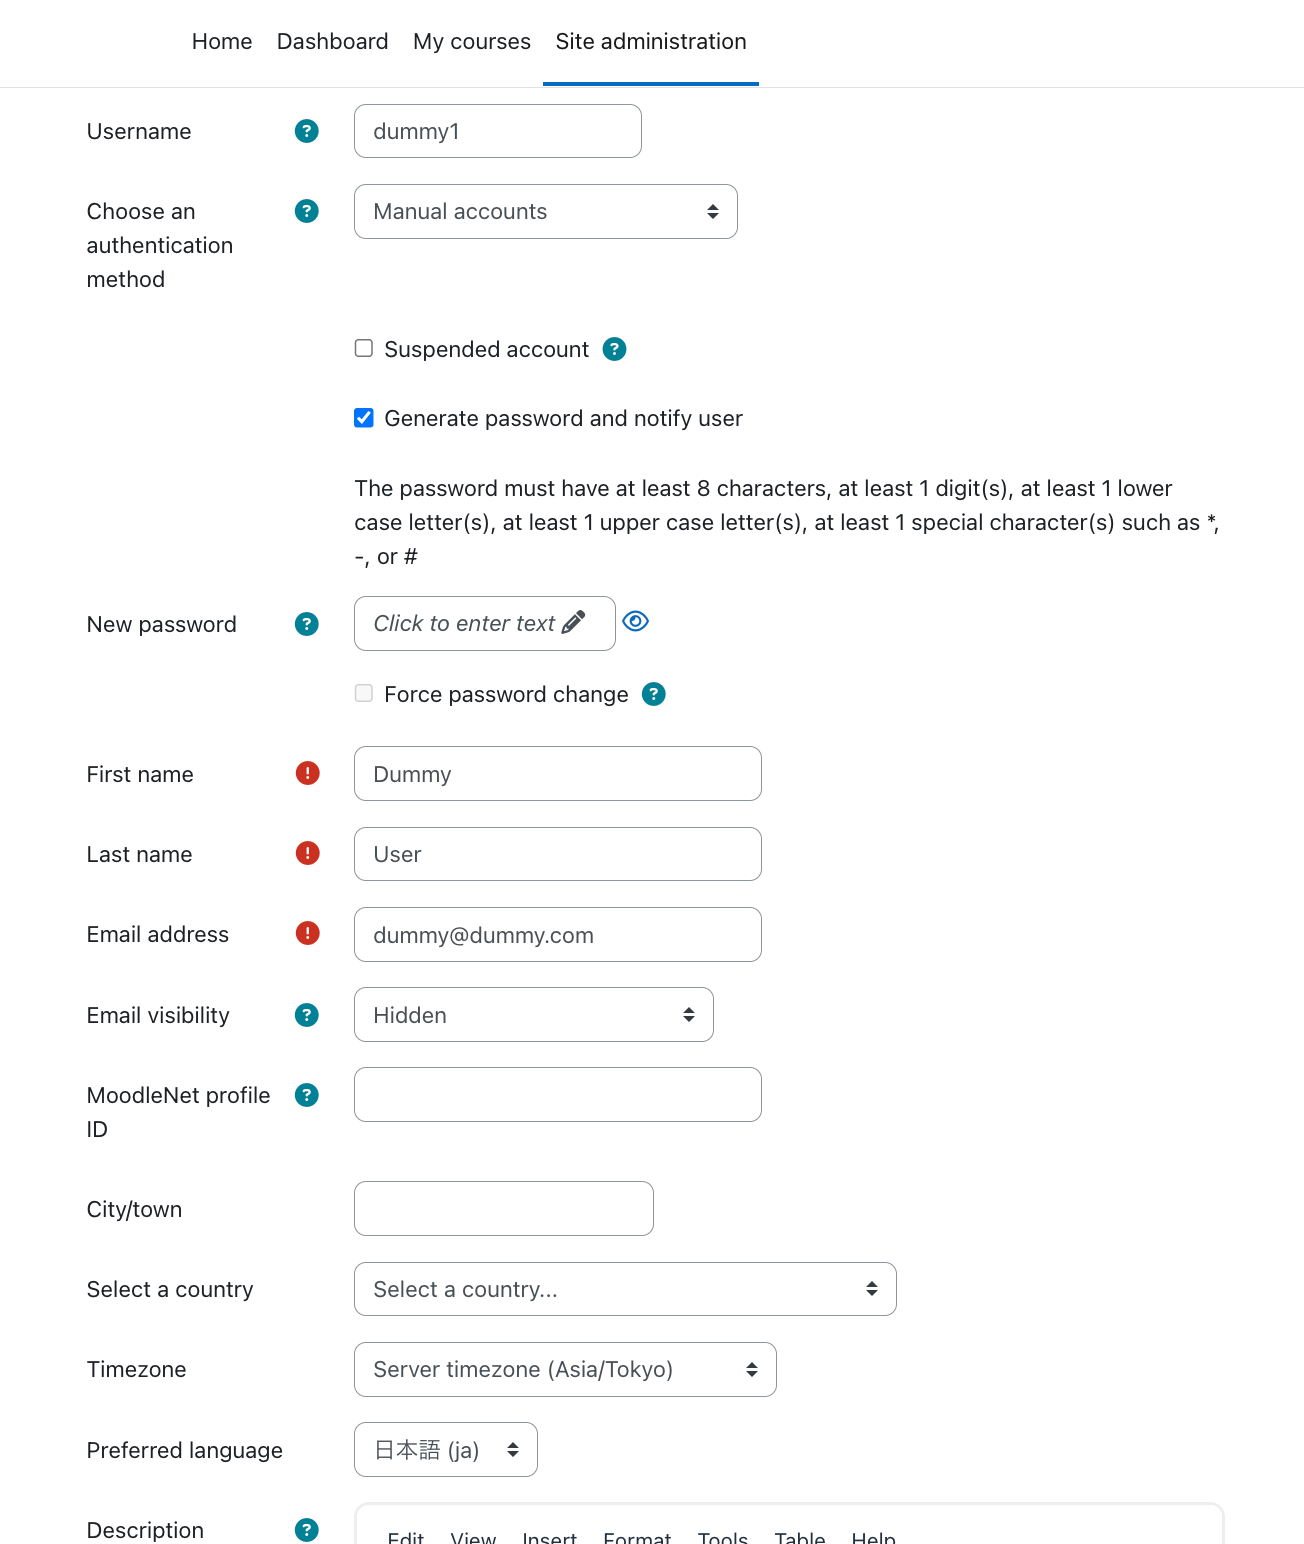 Home Dashboard My courses Site administration
Username ? dummy1
Choose an authentication method ? Manual accounts
Suspended account ?
Generate password and notify user
The password must have at least 8 characters, at least 1 digit(s), at least 1 lower
case letter(s), at least 1 upper case letter(s), at least 1 special character(s) such as *,
-, or #
New password ? Click to enter text
Force password change ?
First name ! Dummy
Last name ! User
Email address ! dummy@dummy.com
Email visibility ? Hidden
MoodleNet profile ID ?
City/town
Select a country Select a country...
Timezone Server timezone (Asia/Tokyo)
Preferred language 日本語 (ja)
Description ? Edit View Insert Format Tools Table Help